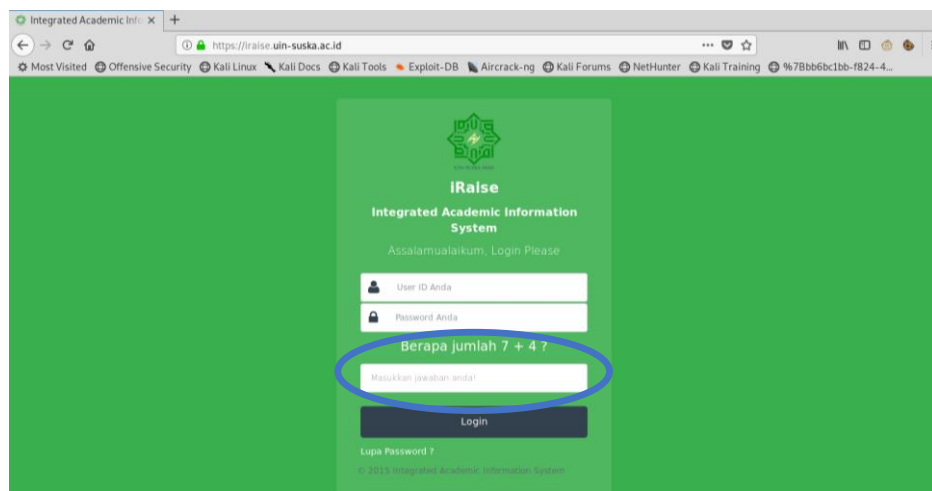 Integrated Academic Info
https://iraise.uin-suska.ac.id
Most Visited Offensive Security Kali Linux Kali Docs Kali Tools Exploit-DB Aircrack-ng Kali Forums NetHunter Kali Training %7Bbb6bc1bb-f824-4...
iRaise
Integrated Academic Information
System
Assalamualaikum, Login Please
User ID Anda
Password Anda
Berapa jumlah 7 + 4 ?
Masukkan jawaban anda!
Login
Lupa Password ?
© 2015 Integrated Academic Information System